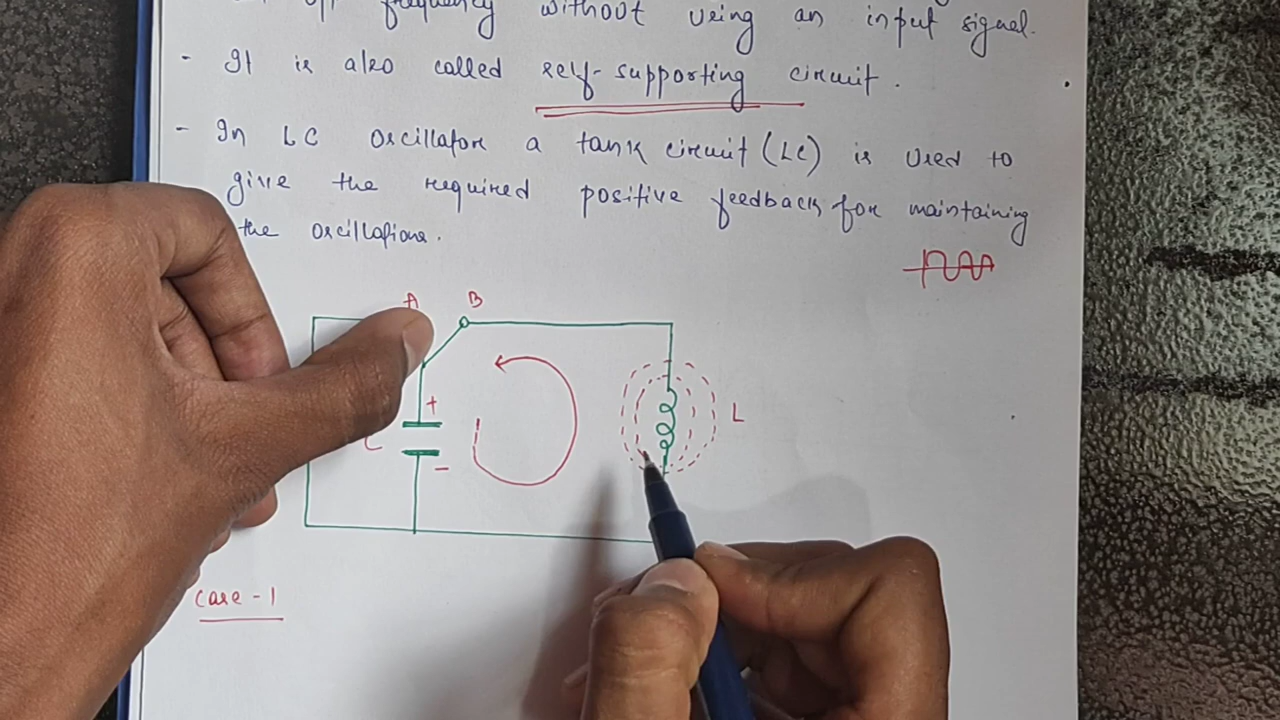 frequency without using an input signal.
- It is also called self-supporting circuit.
- In LC oscillator a tank circuit (LC) is used to
give the required positive feedback for maintaining
the oscillations.
A B
+
L
C
-
Case-1